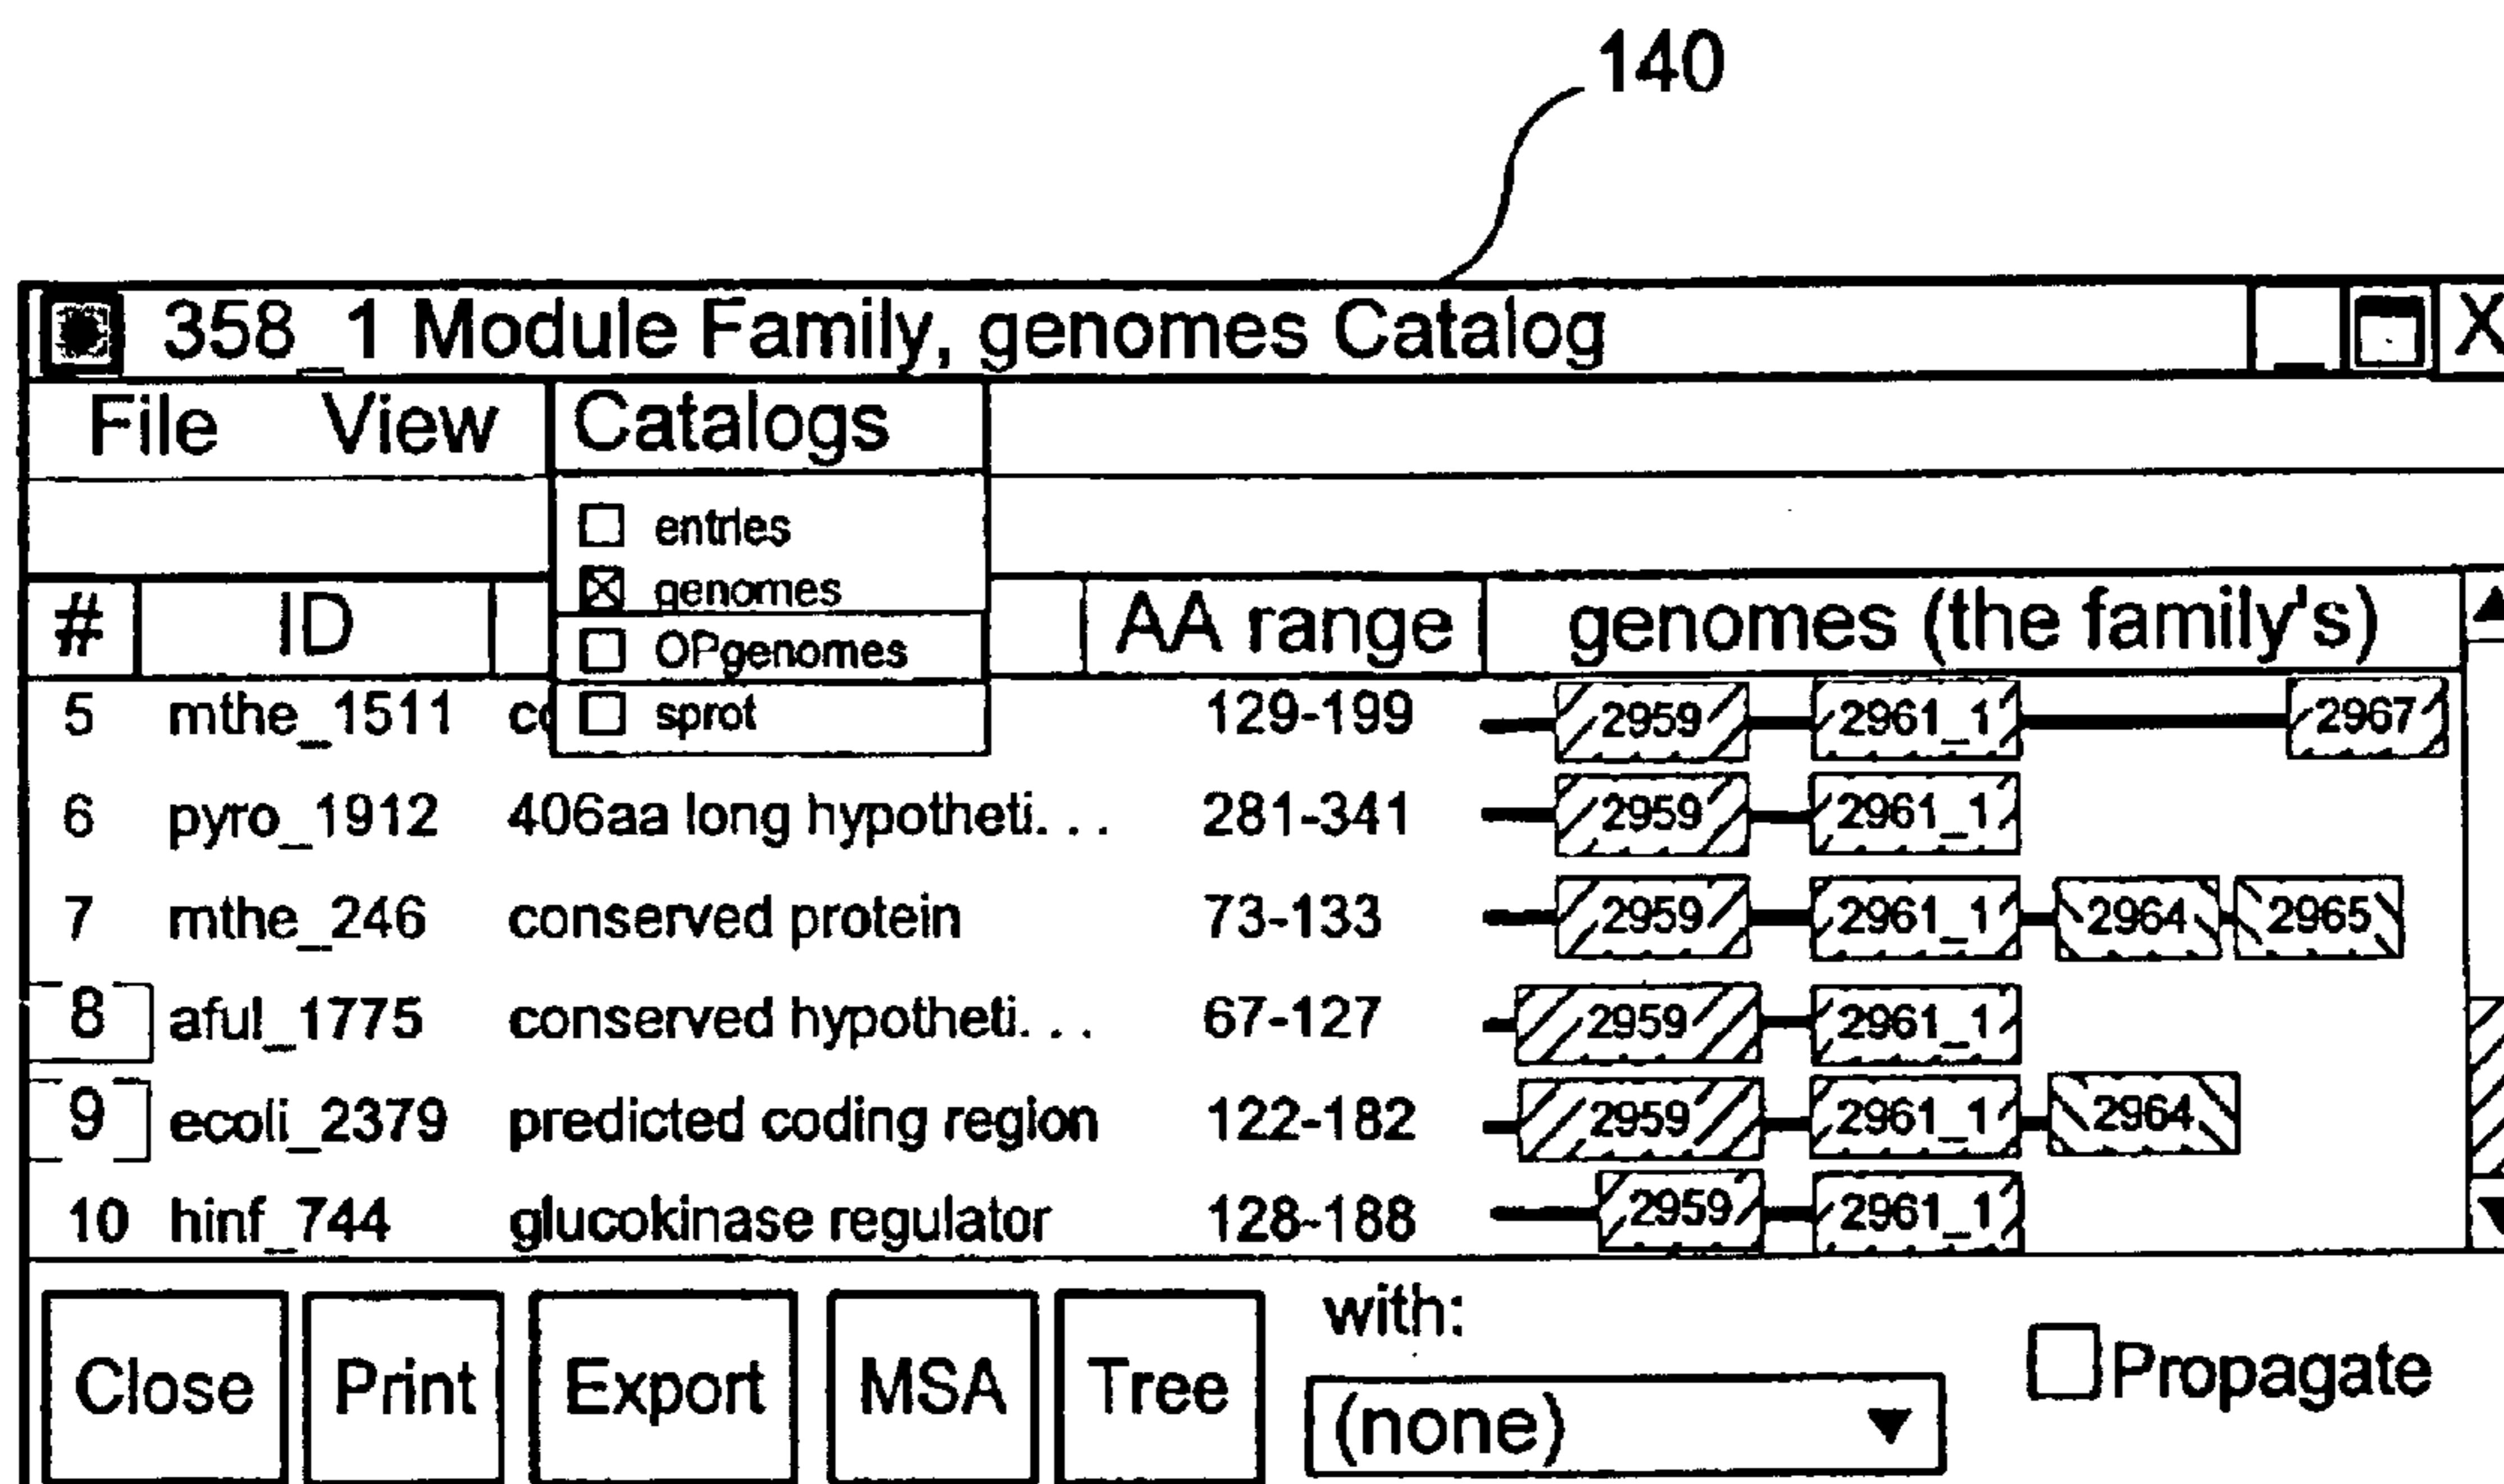 140
358_1 Module Family, genomes Catalog _ X
File View Catalogs
entries
genomes
# ID AA range genomes (the family's)
OPgenomes
5 mthe_1511 129-199 2959 2961_1 2967
sprot
6 pyro_1912 406aa long hypotheti... 281-341 2959 2961_1
7 mthe_246 conserved protein 73-133 2959 2961_1 2964 2965
8 aful_1775 conserved hypotheti... 67-127 2959 2961_1
9 ecoli_2379 predicted coding region 122-182 2959 2961_1 2964
10 hinf_744 glucokinase regulator 128-188 2959 2961_1
with:
Close Print Export MSA Tree Propagate
(none)